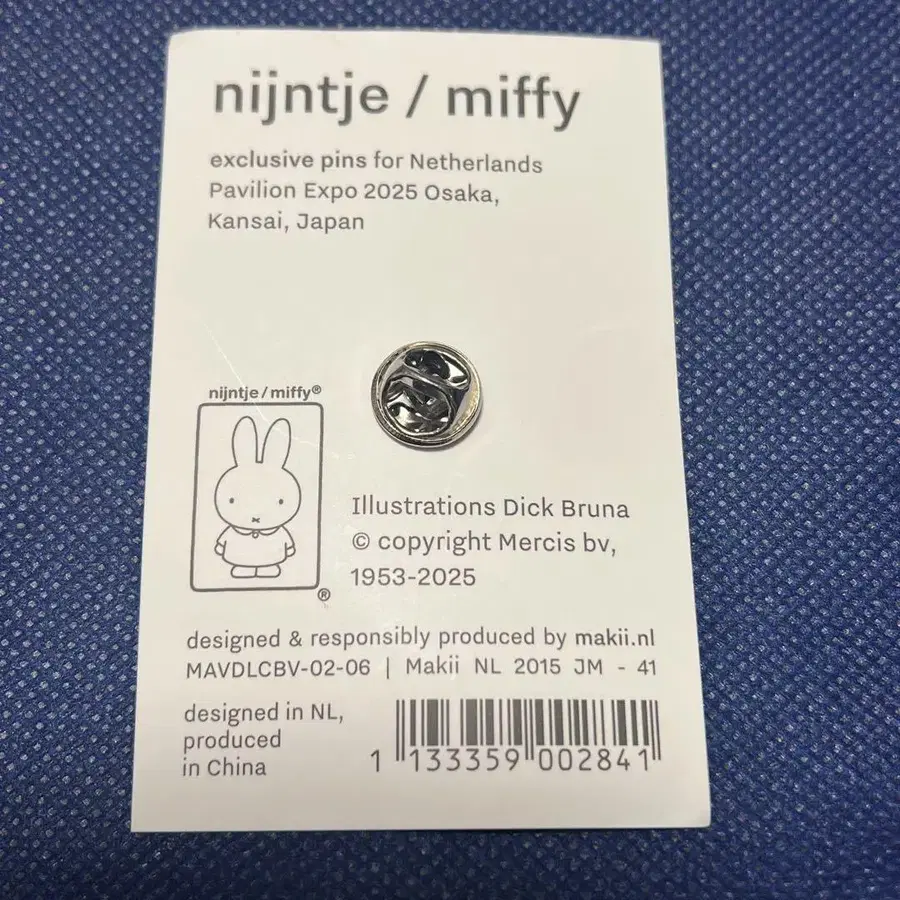 nijntje / miffy
exclusive pins for Netherlands
Pavilion Expo 2025 Osaka,
Kansai, Japan
nijntje/miffy®
®
Illustrations Dick Bruna
© copyright Mercis bv,
1953-2025
designed & responsibly produced by makii.nl
MAVDLCBV-02-06 | Makii NL 2015 JM - 41
designed in NL,
produced
in China
1 133359 002841